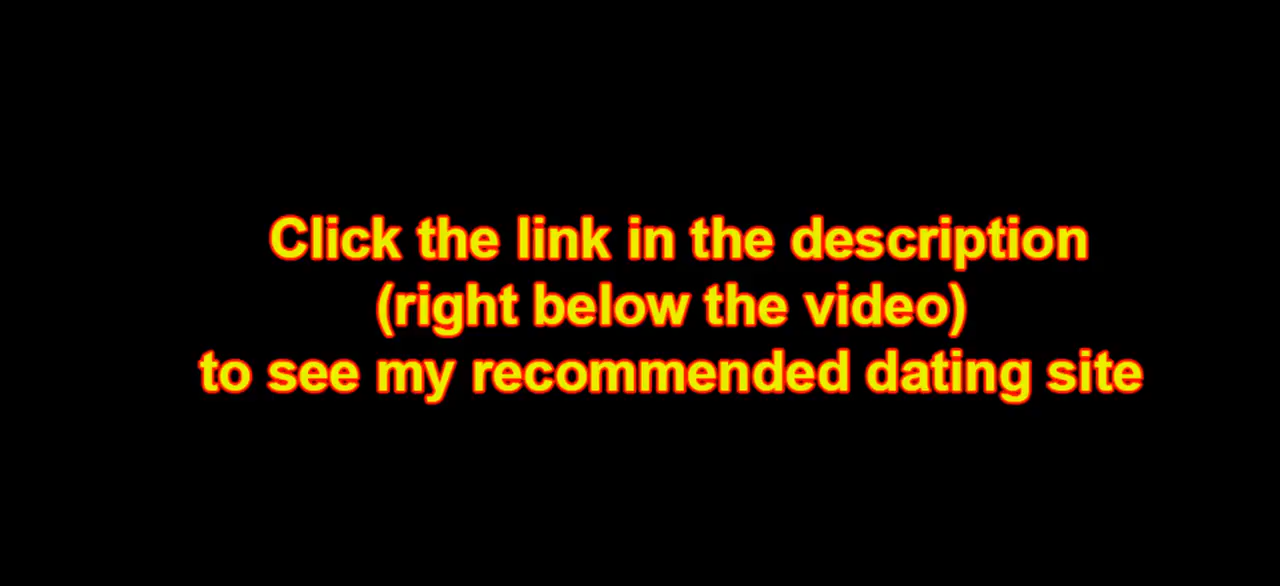 Click the link in the description
(right below the video)
to see my recommended dating site